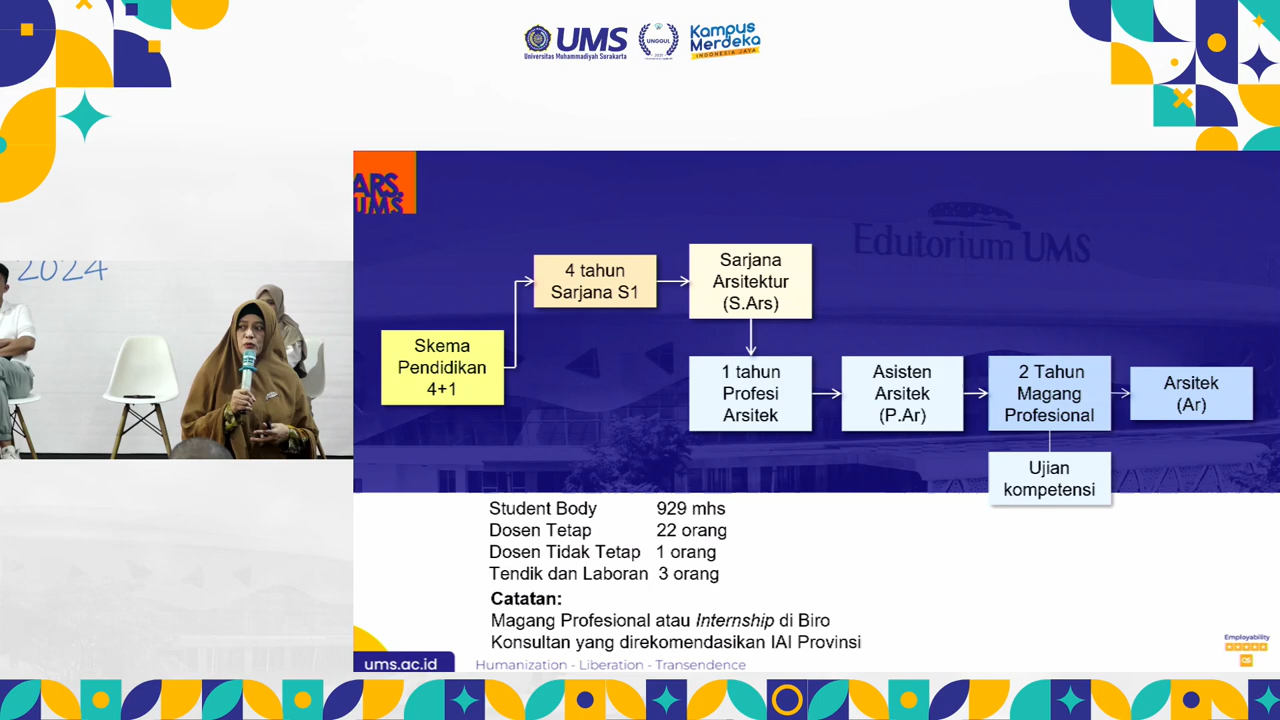 UMS
Universitas Muhammadiyah Surakarta
UNGGUL
Kampus
Merdeka
INDONESIA JAYA
2024
ARS.
UMS
Edutorium UMS
4 tahun
Sarjana S1
Sarjana
Arsitektur
(S.Ars)
Skema
Pendidikan
4+1
1 tahun
Profesi
Arsitek
Asisten
Arsitek
(P.Ar)
2 Tahun
Magang
Profesional
Arsitek
(Ar)
Ujian
kompetensi
Student Body 929 mhs
Dosen Tetap 22 orang
Dosen Tidak Tetap 1 orang
Tendik dan Laboran 3 orang
Catatan:
Magang Profesional atau Internship di Biro
Konsultan yang direkomendasikan IAI Provinsi
ums.ac.id
Humanization - Liberation - Transendence
Employability
QS